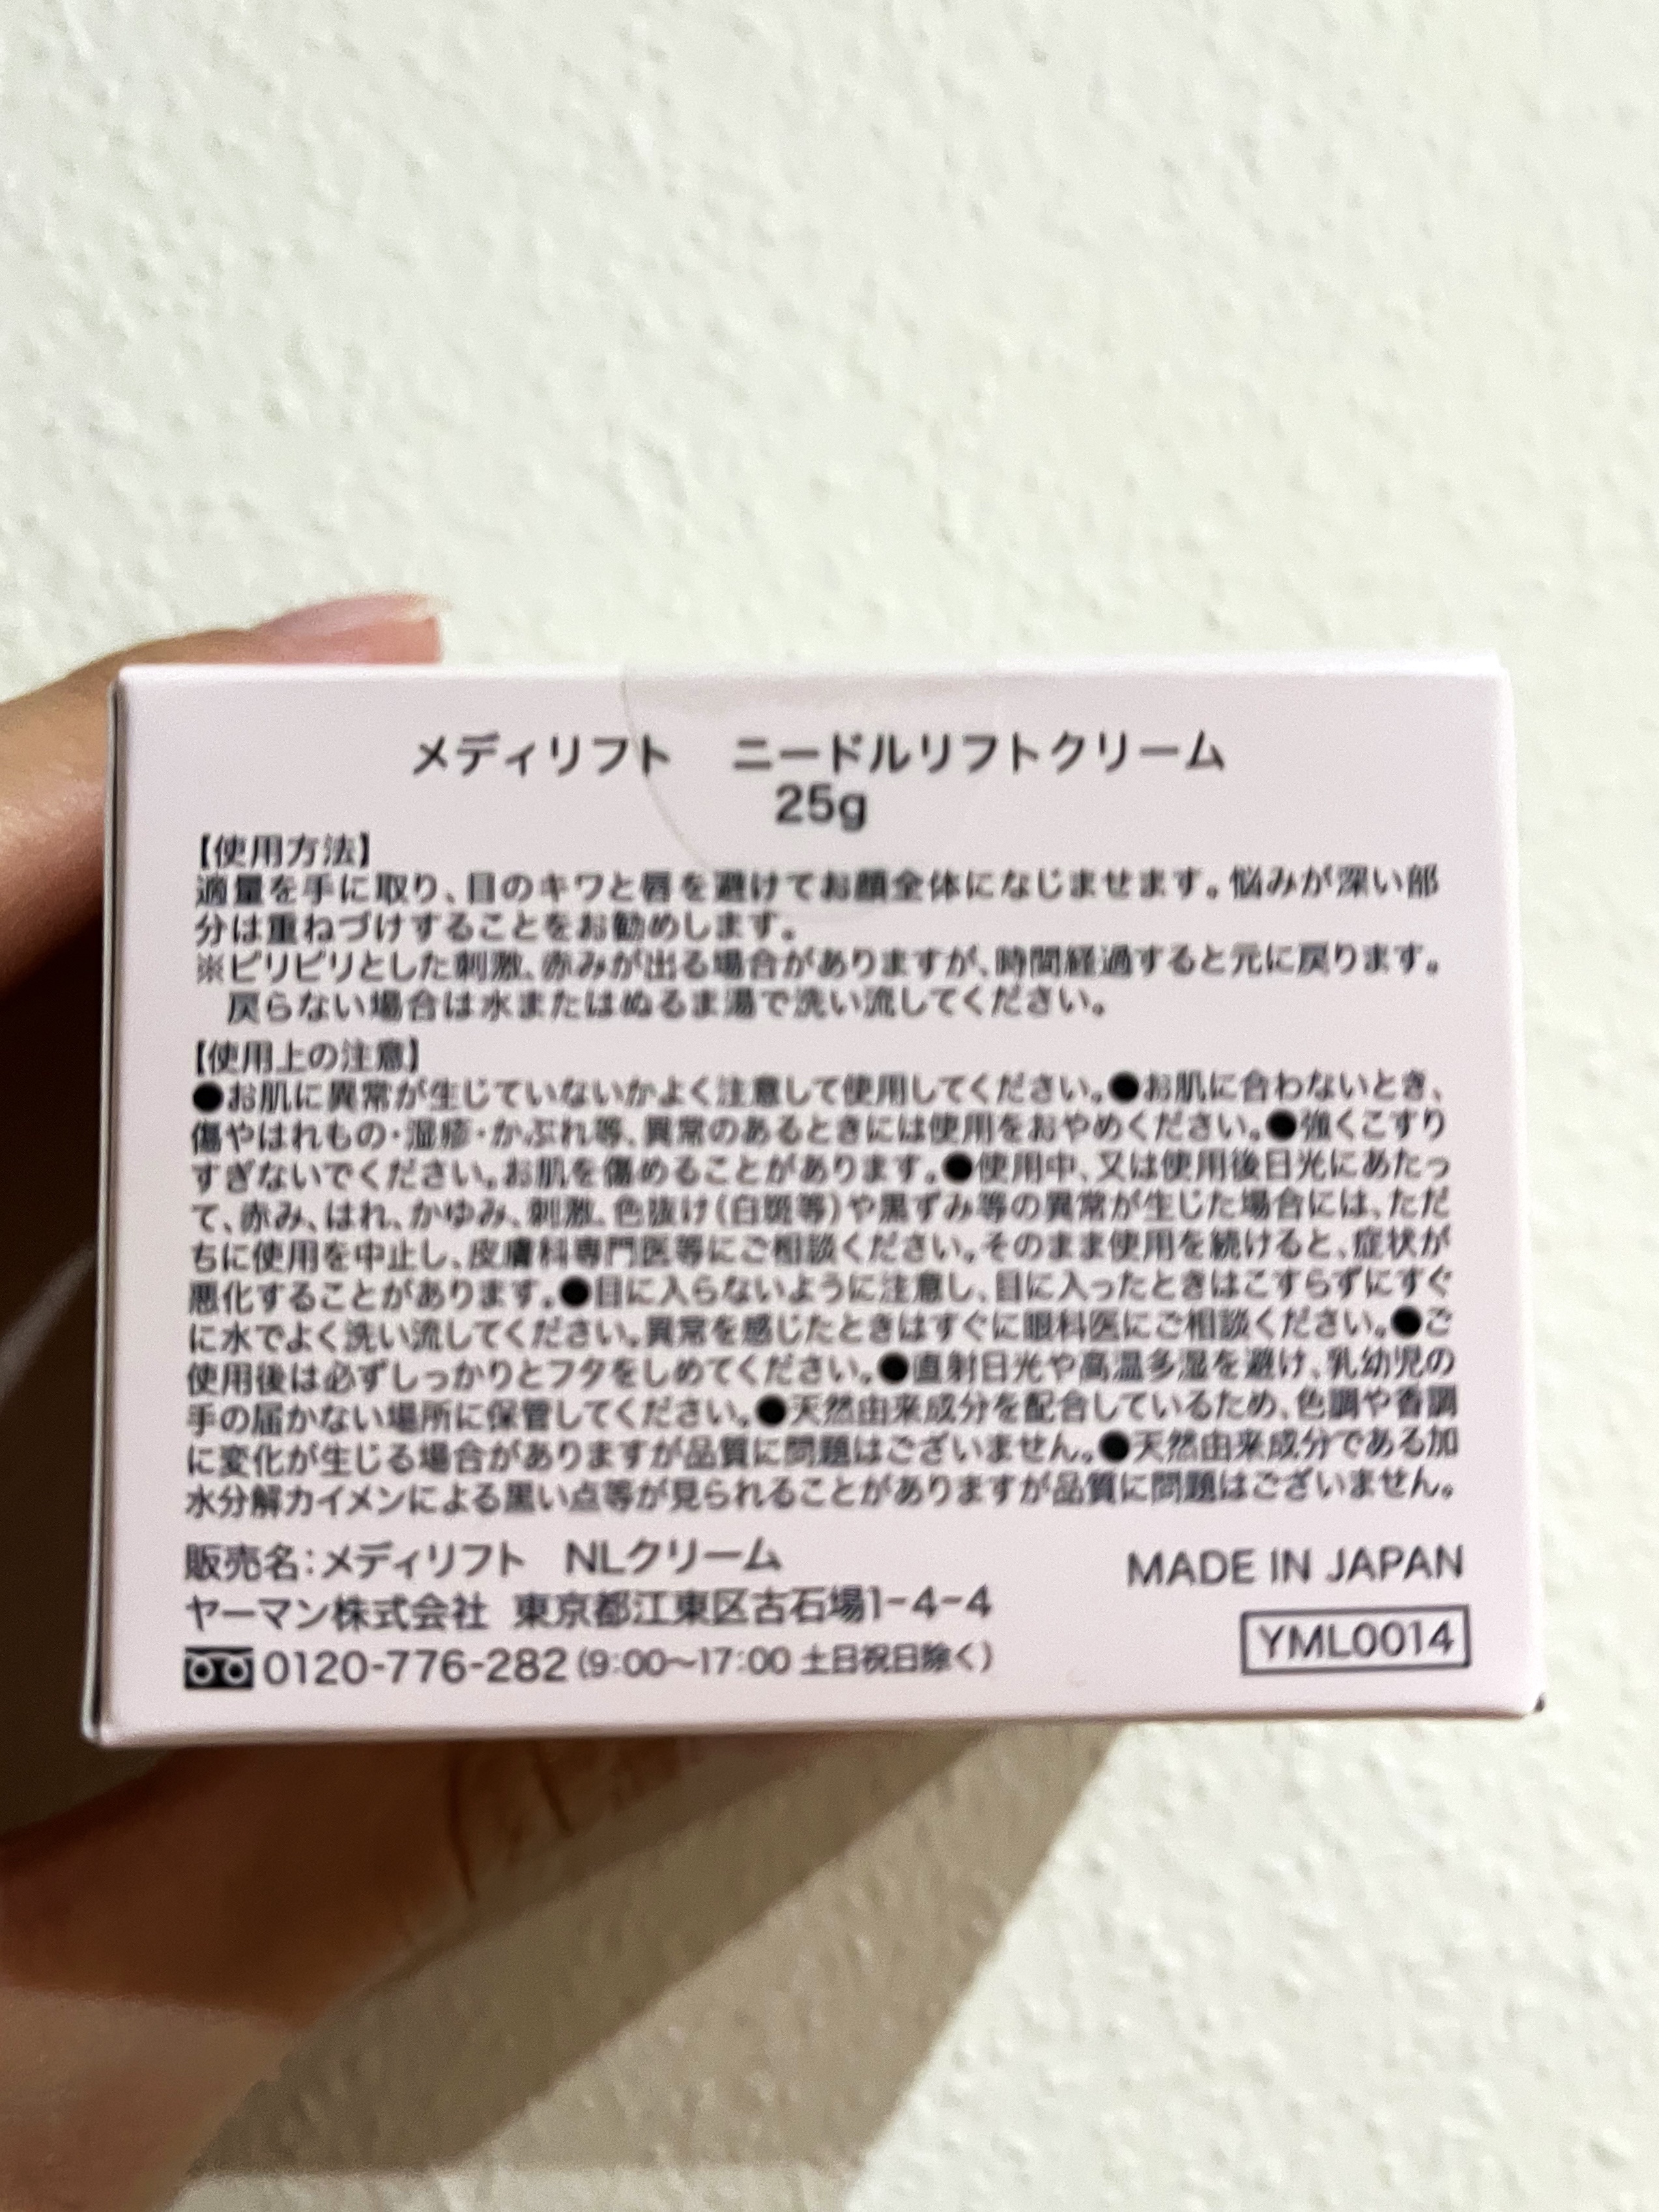 メディリフト ニードルリフトクリーム
25g
【使用方法】
適量を手に取り、目のキワと唇を避けてお顔全体になじませます。悩みが深い部
分は重ねづけすることをお勧めします。
※ピリピリとした刺激、赤みが出る場合がありますが、時間経過すると元に戻ります。
戻らない場合は水またはぬるま湯で洗い流してください。
【使用上の注意】
●お肌に異常が生じていないかよく注意して使用してください。●お肌に合わないとき、
傷やはれもの・湿疹・かぶれ等、異常のあるときには使用をおやめください。●強くこすり
すぎないでください。お肌を傷めることがあります。●使用中、又は使用後日光にあたっ
て、赤み、はれ、かゆみ、刺激、色抜け(白斑等)や黒ずみ等の異常が生じた場合には、ただ
ちに使用を中止し、皮膚科専門医等にご相談ください。そのまま使用を続けると、症状が
悪化することがあります。●目に入らないように注意し、目に入ったときはこすらずにすぐ
に水でよく洗い流してください。異常を感じたときはすぐに眼科医にご相談ください。●ご
使用後は必ずしっかりとフタをしめてください。●直射日光や高温多湿を避け、乳幼児の
手の届かない場所に保管してください。●天然由来成分を配合しているため、色調や香調
に変化が生じる場合がありますが品質に問題はございません。●天然由来成分である加
水分解カイメンによる黒い点等が見られることがありますが品質に問題はございません。
販売名:メディリフト NLクリーム
MADE IN JAPAN
ヤーマン株式会社 東京都江東区古石場1-4-4
YML0014
0120-776-282(9:00〜17:00 土日祝日除く)